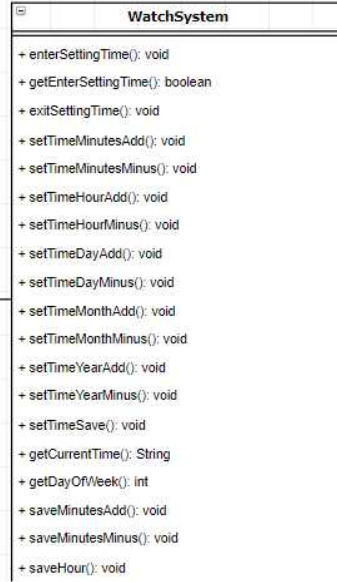 WatchSystem
+ enterSettingTime(): void
+ getEnterSettingTime(): boolean
+ exitSettingTime(): void
+ setTimeMinutesAdd(): void
+ setTimeMinutesMinus(): void
+ setTimeHourAdd(): void
+ setTimeHourMinus(): void
+ setTimeDayAdd(): void
+ setTimeDayMinus(): void
+ setTimeMonthAdd(): void
+ setTimeMonthMinus(): void
+ setTimeYearAdd(): void
+ setTimeYearMinus(): void
+ setTimeSave(): void
+ getCurrentTime(): String
+ getDayOfWeek(): int
+ saveMinutesAdd(): void
+ saveMinutesMinus(): void
+ saveHour(): void